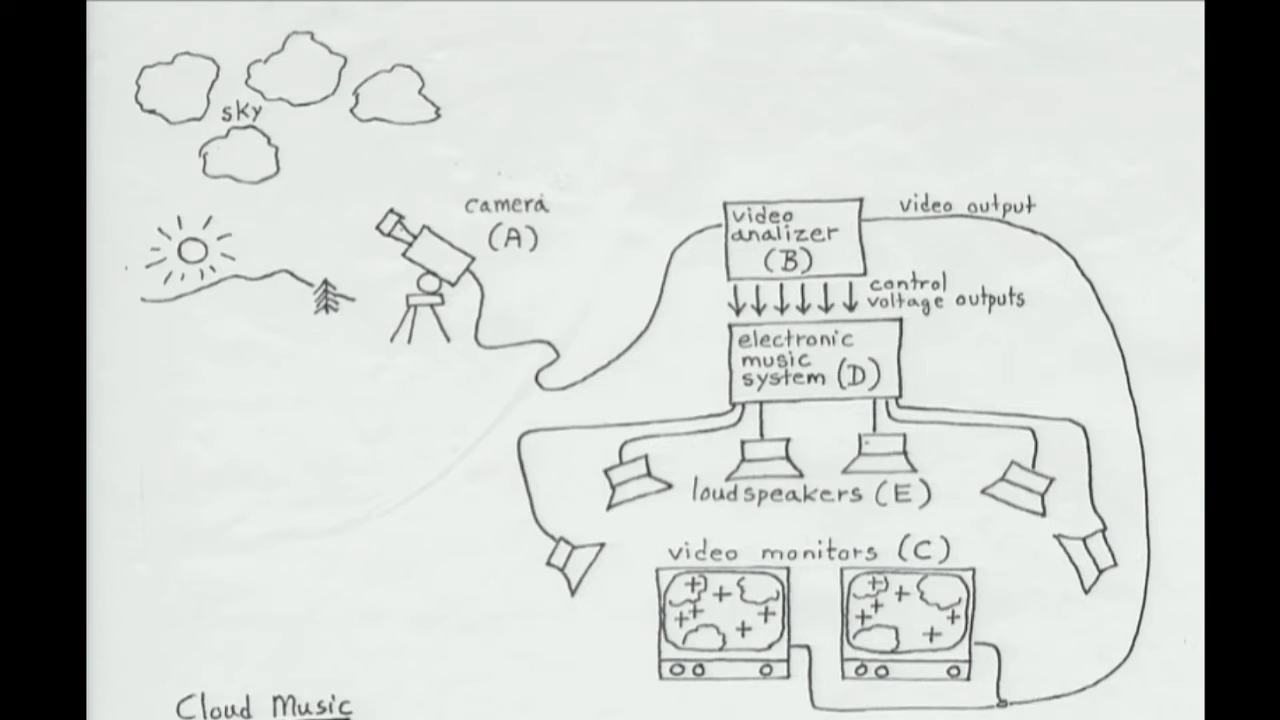 sky
camera
(A)
video
analizer
(B)
video output
control
voltage outputs
electronic
music
system (D)
loudspeakers (E)
video monitors (C)
Cloud Music